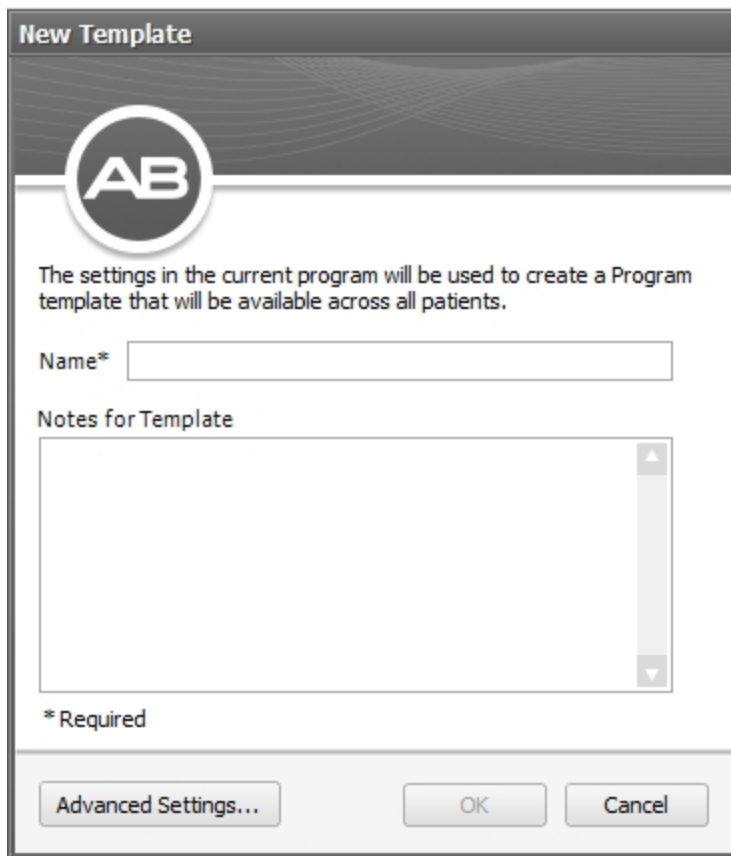 New Template
AB
The settings in the current program will be used to create a Program
template that will be available across all patients.
Name*
Notes for Template
* Required
Advanced Settings...
OK
Cancel